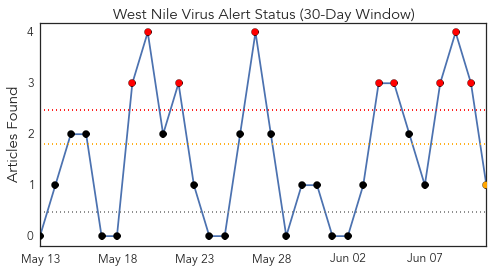 West Nile Virus Alert Status (30-Day Window)
Articles Found
4
3
2
1
0
May 13
May 18
May 23
May 28
Jun 02
Jun 07